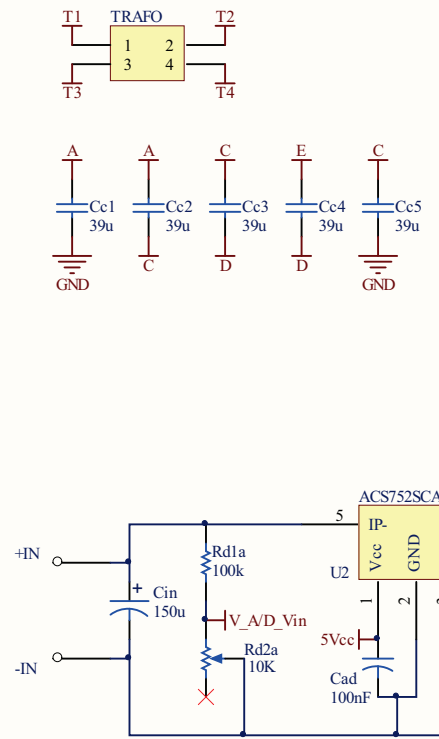 T1 TRAFO T2
1 2
3 4
T3 T4
A A C E C
Cc1 Cc2 Cc3 Cc4 Cc5
39u 39u 39u 39u 39u
GND C D D GND
ACS752SCA
5 IP-
Vcc GND
U2
1 2
+IN
Rd1a
100k
+ Cin
150u
V_A/D_Vin
5Vcc
-IN
Rd2a
10K
Cad
100nF